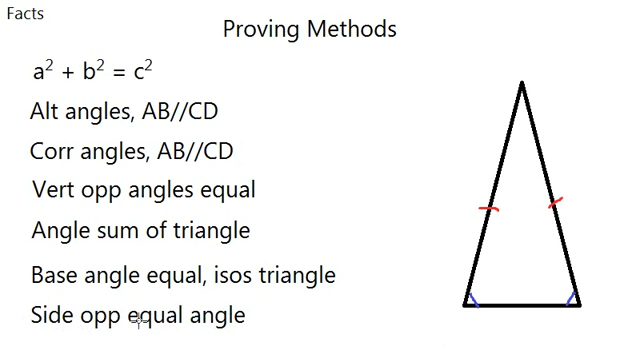 Facts
Proving Methods
a² + b² = c²
Alt angles, AB//CD
Corr angles, AB//CD
Vert opp angles equal
Angle sum of triangle
Base angle equal, isos triangle
Side opp equal angle